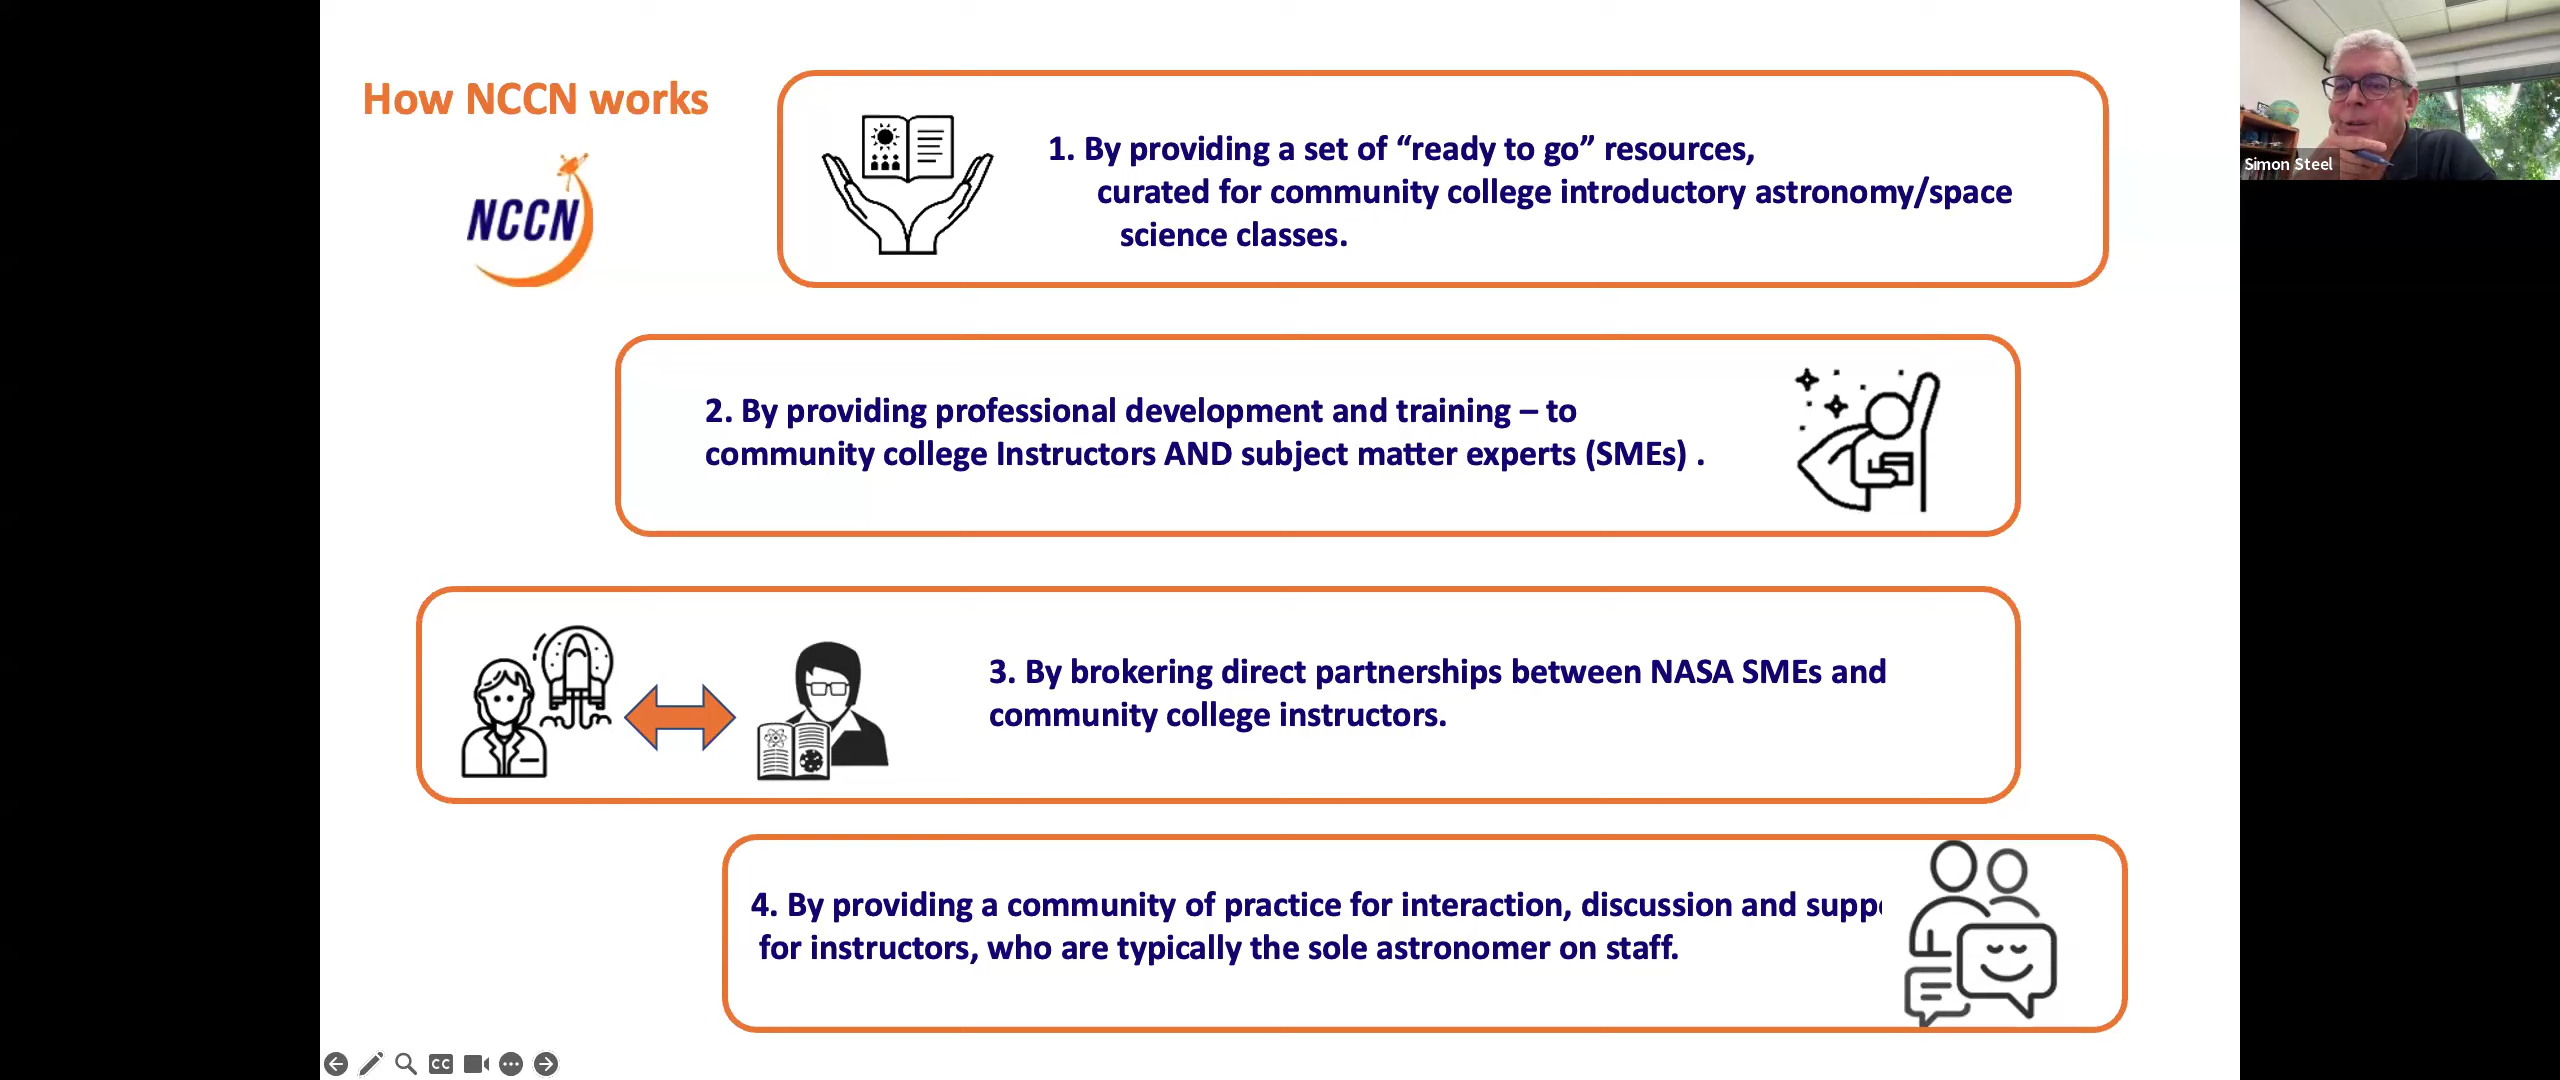 How NCCN works
NCCN
1. By providing a set of “ready to go” resources,
curated for community college introductory astronomy/space
science classes.
2. By providing professional development and training – to
community college Instructors AND subject matter experts (SMEs) .
3. By brokering direct partnerships between NASA SMEs and
community college instructors.
4. By providing a community of practice for interaction, discussion and
for instructors, who are typically the sole astronomer on staff.
Simon Steel
CC